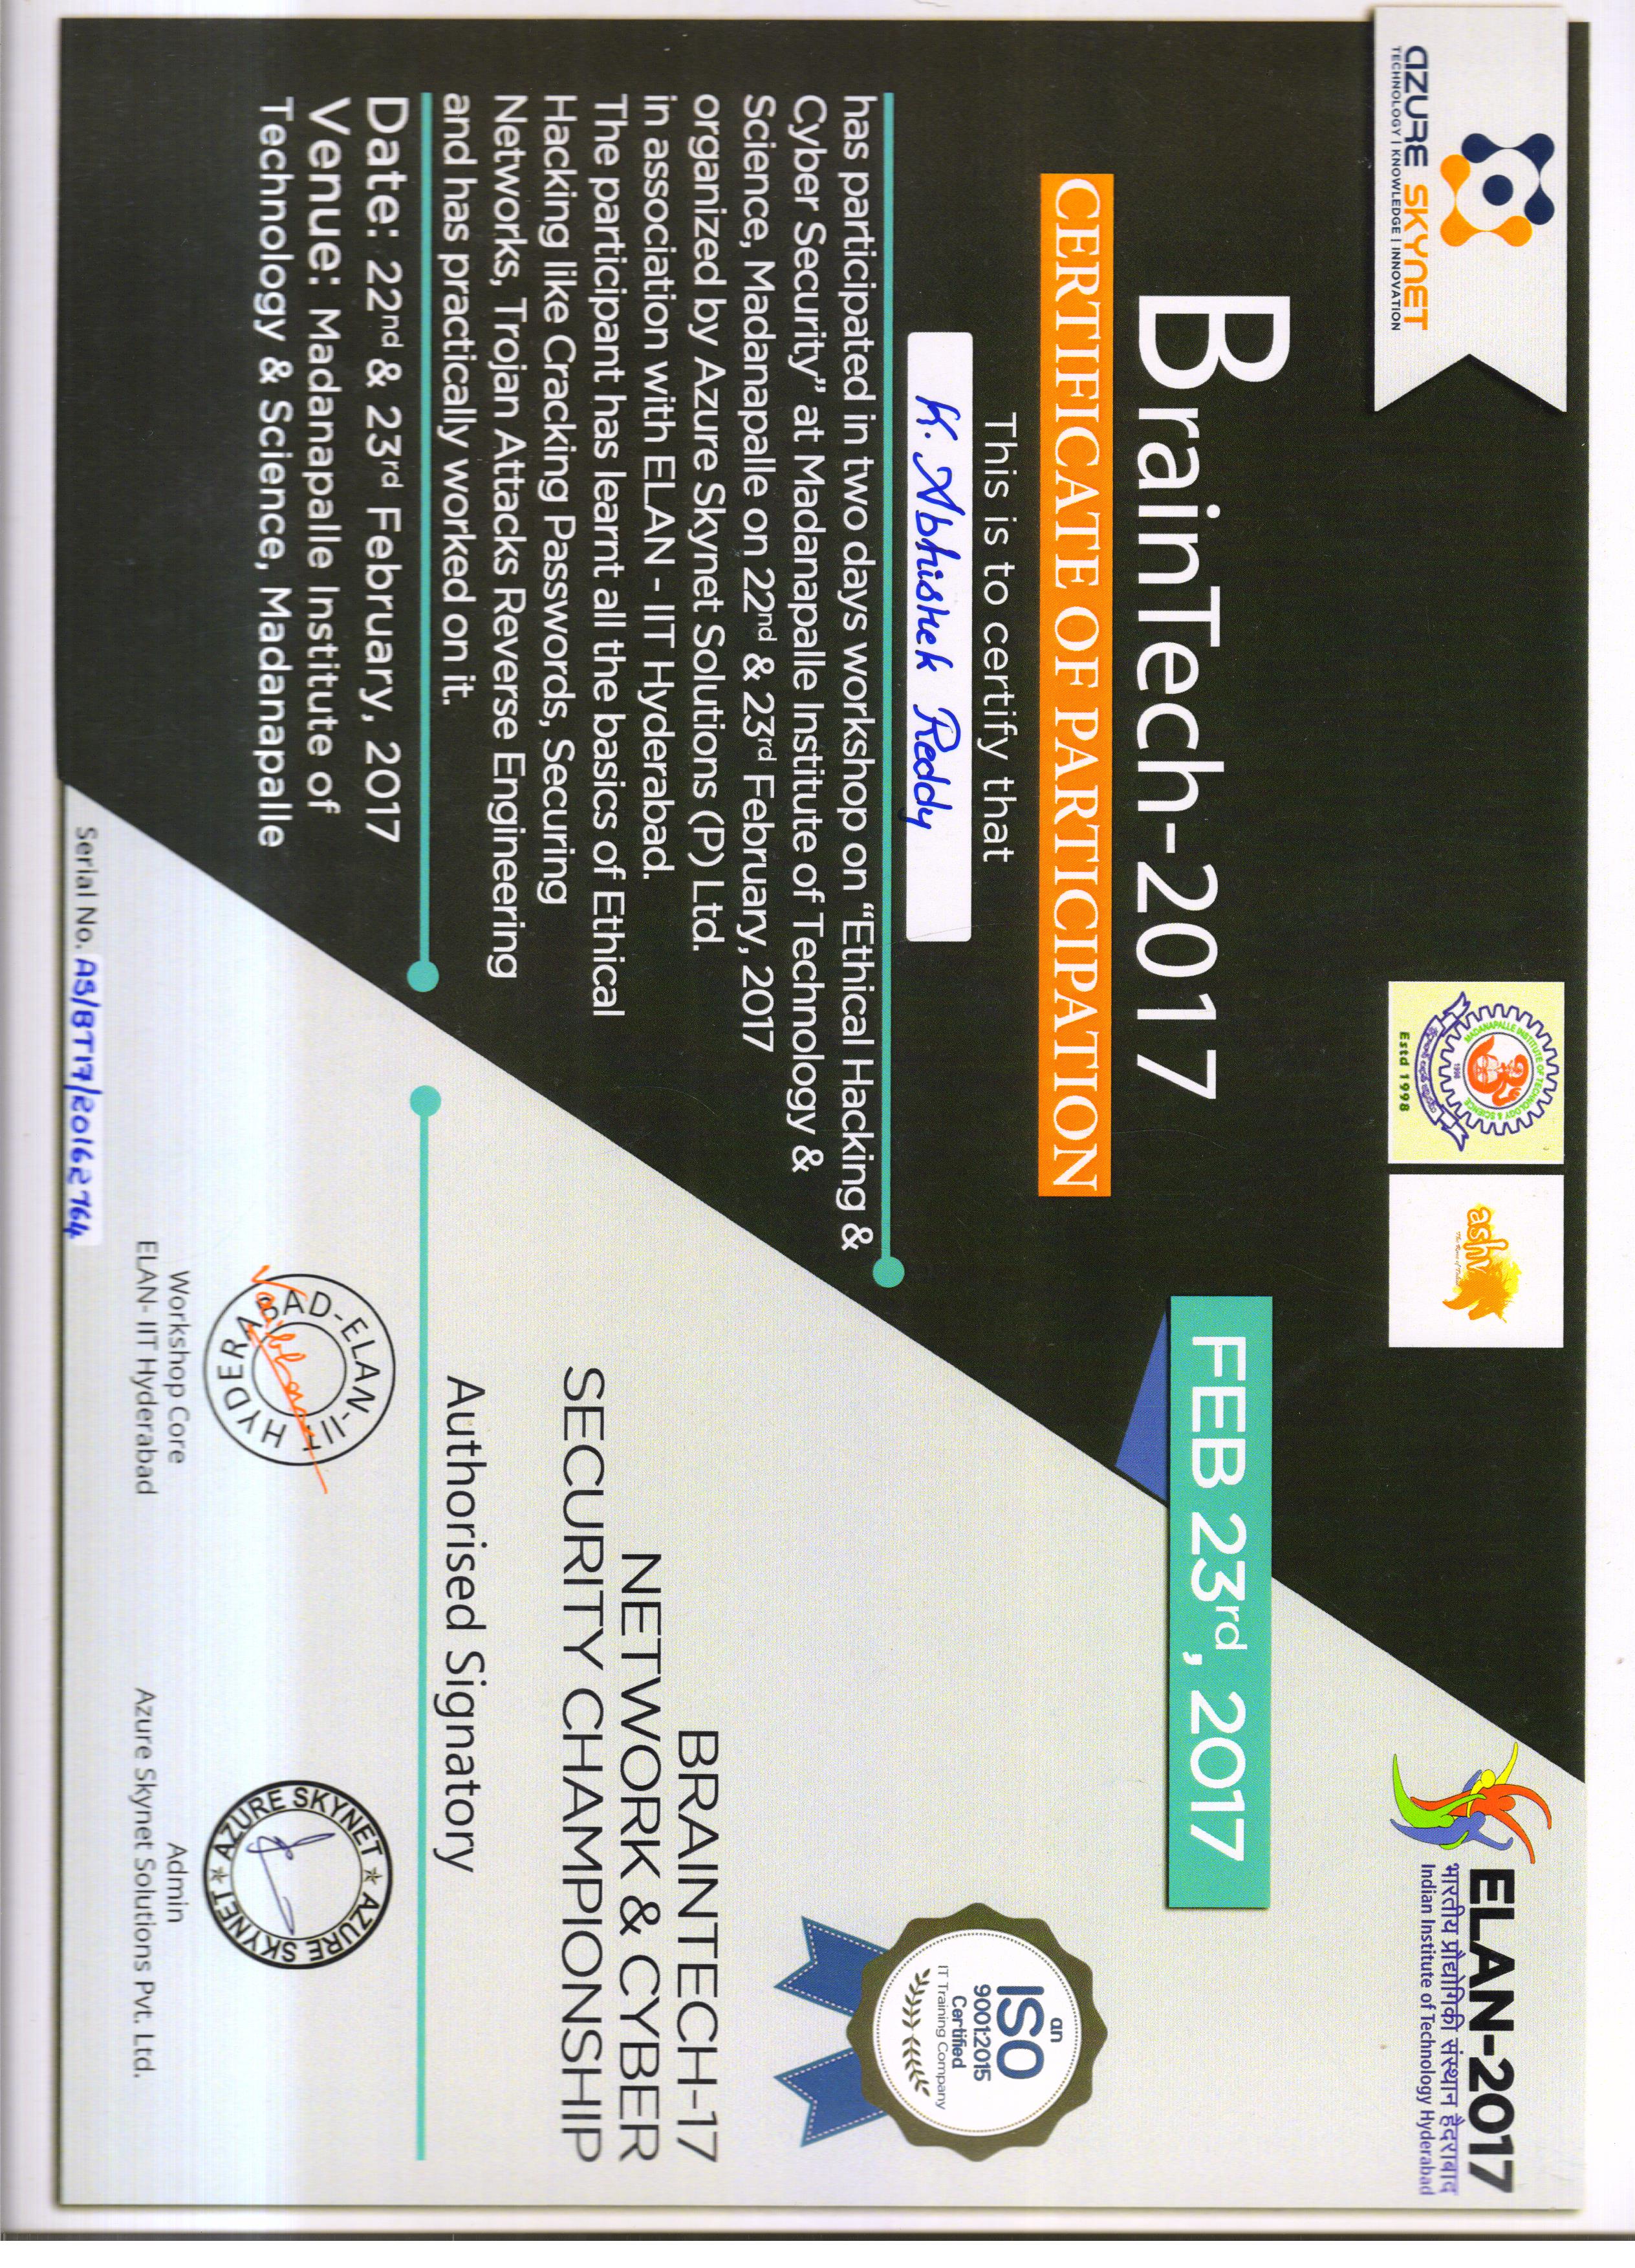 AZURE SKYNET
TECHNOLOGY | KNOWLEDGE | INNOVATION
MADANAPALLE INSTITUTE OF TECHNOLOGY & SCIENCE
1998
Estd 1998
ashv
ELAN-2017
भारतीय प्रौद्योगिकी संस्थान हैदराबाद
Indian Institute of Technology Hyderabad
BrainTech-2017
FEB 23rd, 2017
CERTIFICATE OF PARTICIPATION
This is to certify that
K. Abhishek Reddy
has participated in two days workshop on “Ethical Hacking &
Cyber Security” at Madanapalle Institute of Technology &
Science, Madanapalle on 22nd & 23rd February, 2017
organized by Azure Skynet Solutions (P) Ltd.
in association with ELAN - IIT Hyderabad.
The participant has learnt all the basics of Ethical
Hacking like Cracking Passwords, Securing
Networks, Trojan Attacks Reverse Engineering
and has practically worked on it.
Date: 22nd & 23rd February, 2017
Venue: Madanapalle Institute of
Technology & Science, Madanapalle
an
ISO
9001:2015
Certified
IT Training Company
BRAINTECH-17
NETWORK & CYBER
SECURITY CHAMPIONSHIP
Authorised Signatory
ELAN-IIT HYDERABAD
Vaibhav
AZURE SKYNET ★ AZURE SKYNET ★
Workshop Core
ELAN- IIT Hyderabad
Admin
Azure Skynet Solutions Pvt. Ltd.
Serial No. AS/BT17/20162764